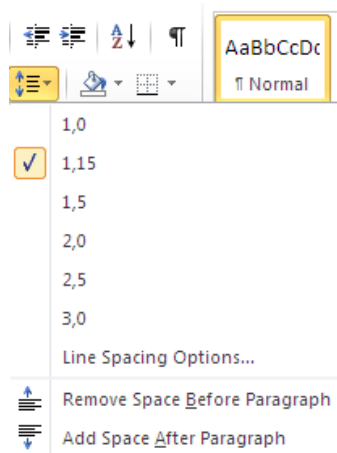 A
Z
¶
AaBbCcDc
¶ Normal
1,0
1,15
1,5
2,0
2,5
3,0
Line Spacing Options...
Remove Space Before Paragraph
Add Space After Paragraph